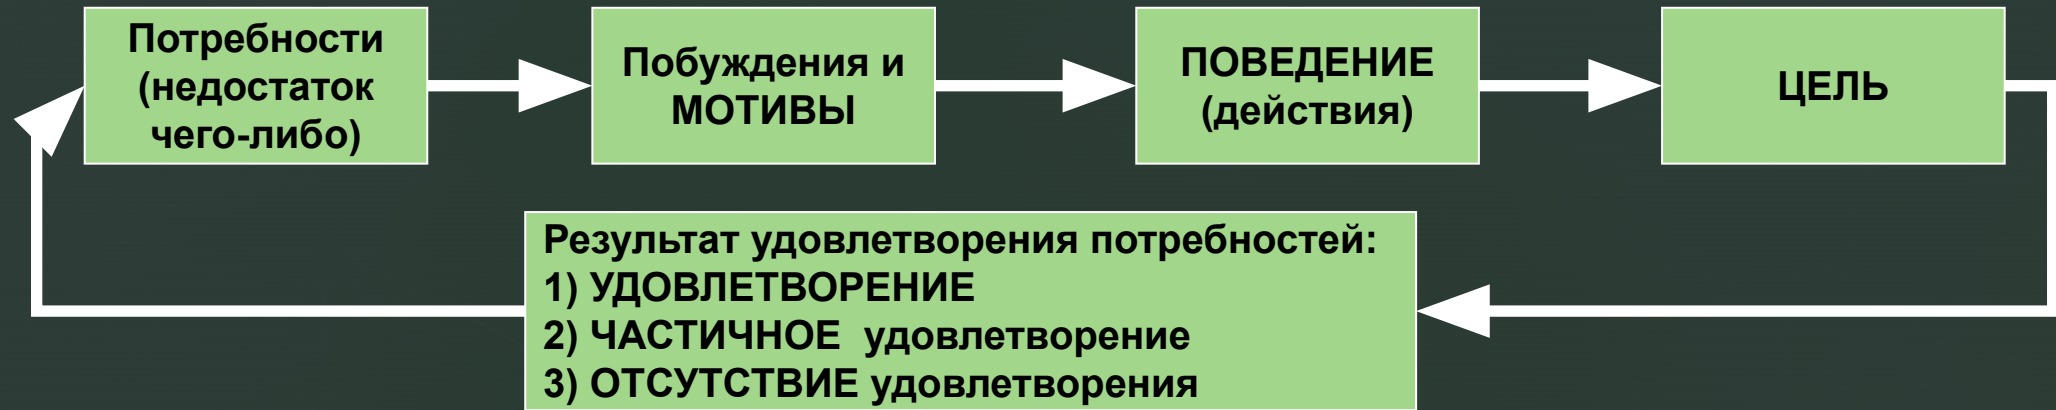 Потребности
(недостаток
чего-либо)
Побуждения и
МОТИВЫ
ПОВЕДЕНИЕ
(действия)
ЦЕЛЬ
Результат удовлетворения потребностей:
1) УДОВЛЕТВОРЕНИЕ
2) ЧАСТИЧНОЕ  удовлетворение
3) ОТСУТСТВИЕ удовлетворения